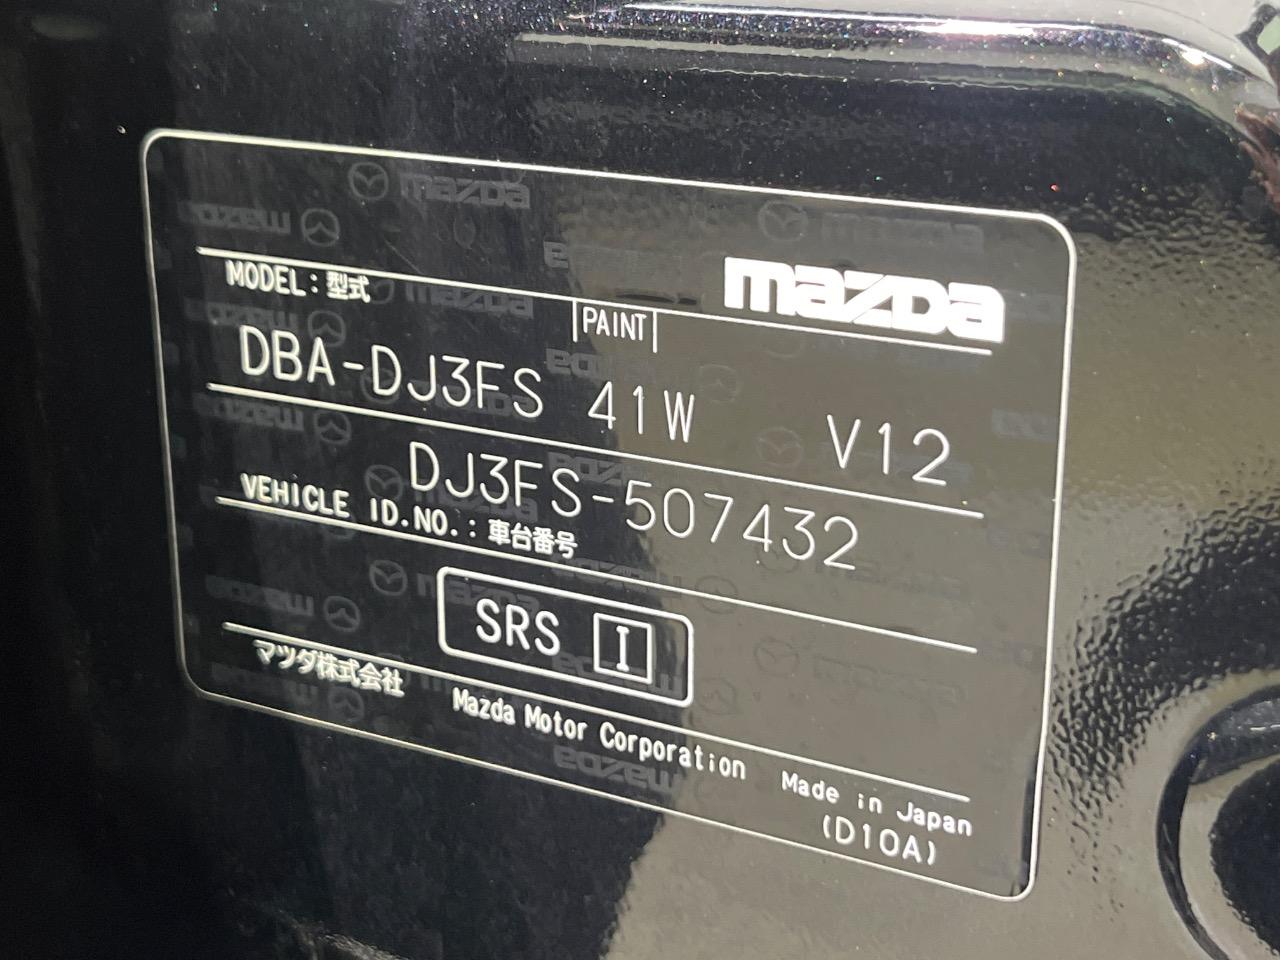 mazda
MODEL:型式
PAINT
DBA-DJ3FS 41W V12
DJ3FS-507432
VEHICLE ID.NO.:車台番号
SRS I
マツダ株式会社 Mazda Motor Corporation Made in Japan
(D10A)